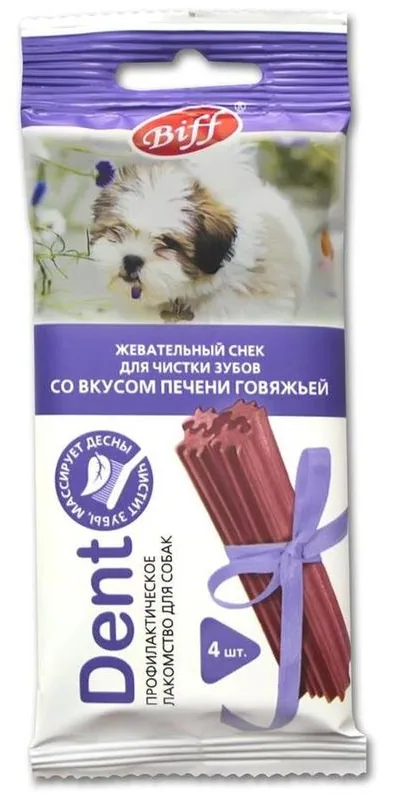 Biff®
ЖЕВАТЕЛЬНЫЙ СНЕК
ДЛЯ ЧИСТКИ ЗУБОВ
СО ВКУСОМ ПЕЧЕНИ ГОВЯЖЬЕЙ
МАССИРУЕТ ДЕСНЫ
ЧИСТИТ ЗУБЫ,
Dent
ПРОФИЛАКТИЧЕСКОЕ
ЛАКОМСТВО ДЛЯ СОБАК
4 шт.